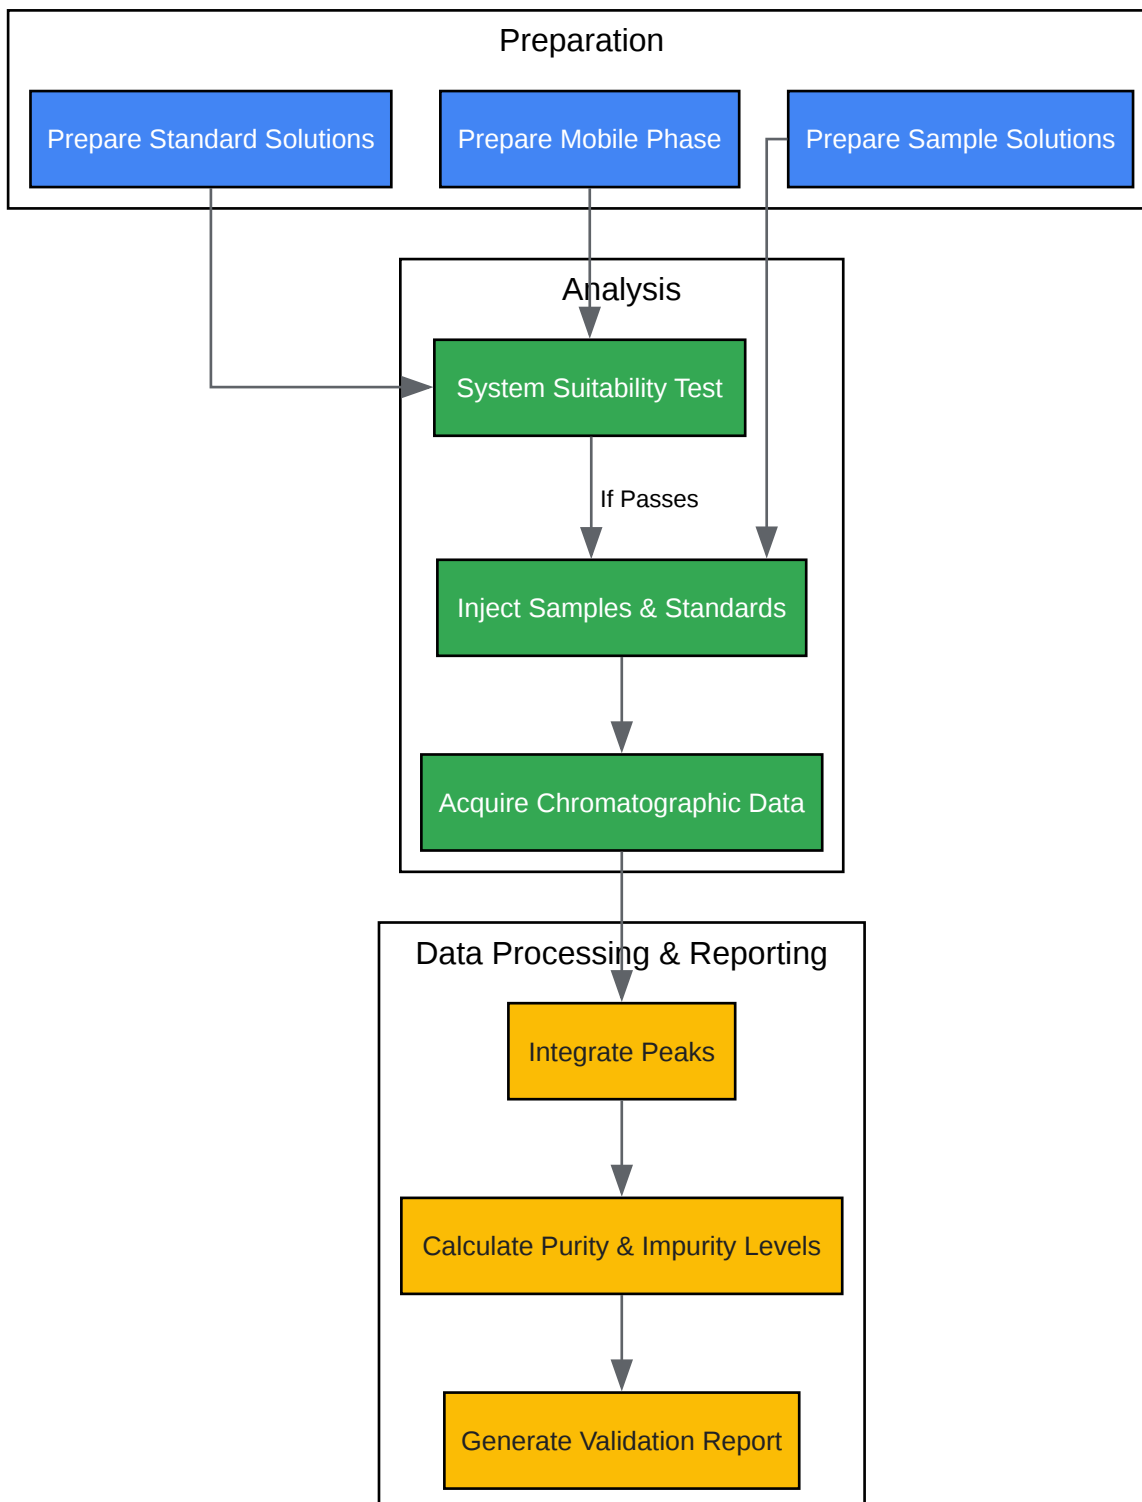 Preparation
Prepare Standard Solutions
Prepare Mobile Phase
Prepare Sample Solutions
Analysis
System Suitability Test
If Passes
Inject Samples & Standards
Acquire Chromatographic Data
Data Processing & Reporting
Integrate Peaks
Calculate Purity & Impurity Levels
Generate Validation Report